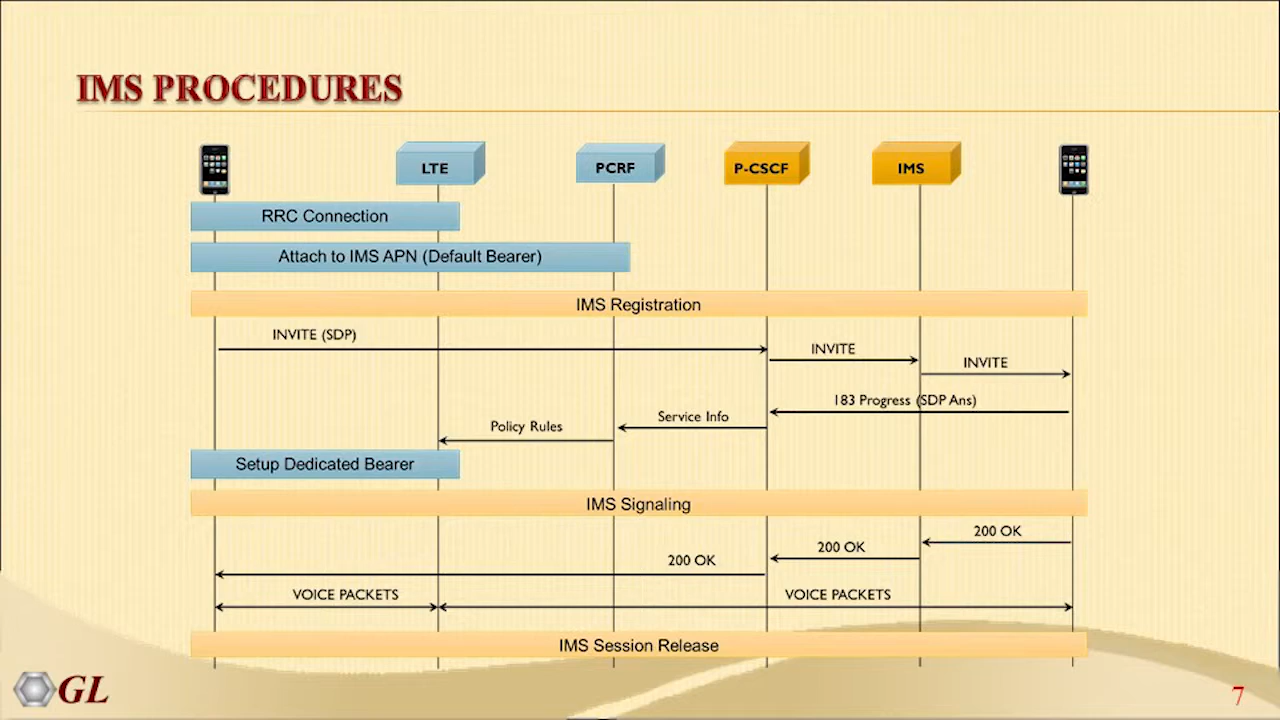 IMS PROCEDURES
LTE
PCRF
P-CSCF
IMS
RRC Connection
Attach to IMS APN (Default Bearer)
IMS Registration
INVITE (SDP)
INVITE
INVITE
183 Progress (SDP Ans)
Service Info
Policy Rules
Setup Dedicated Bearer
IMS Signaling
200 OK
200 OK
200 OK
VOICE PACKETS
VOICE PACKETS
IMS Session Release
GL
7